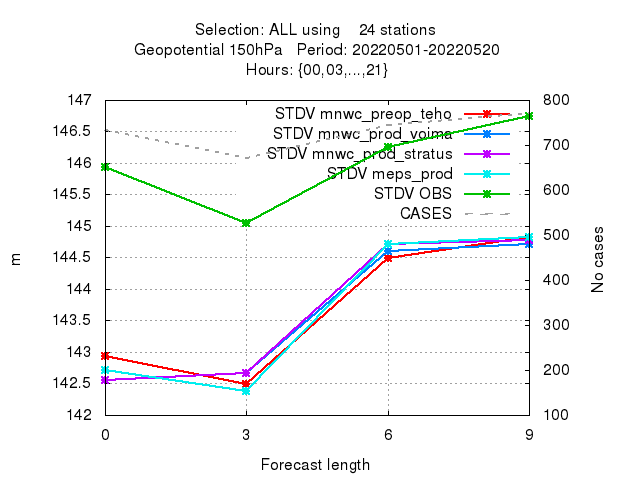 Selection: ALL using    24 stations
Geopotential 150hPa   Period: 20220501-20220520
Hours: {00,03,...,21}
STDV mnwc_preop_teho
STDV mnwc_prod_voima
STDV mnwc_prod_stratus
STDV meps_prod
STDV OBS
CASES
147
146.5
146
145.5
145
144.5
144
143.5
143
142.5
142
m
800
700
600
500
400
300
200
100
No cases
0 3 6 9
Forecast length